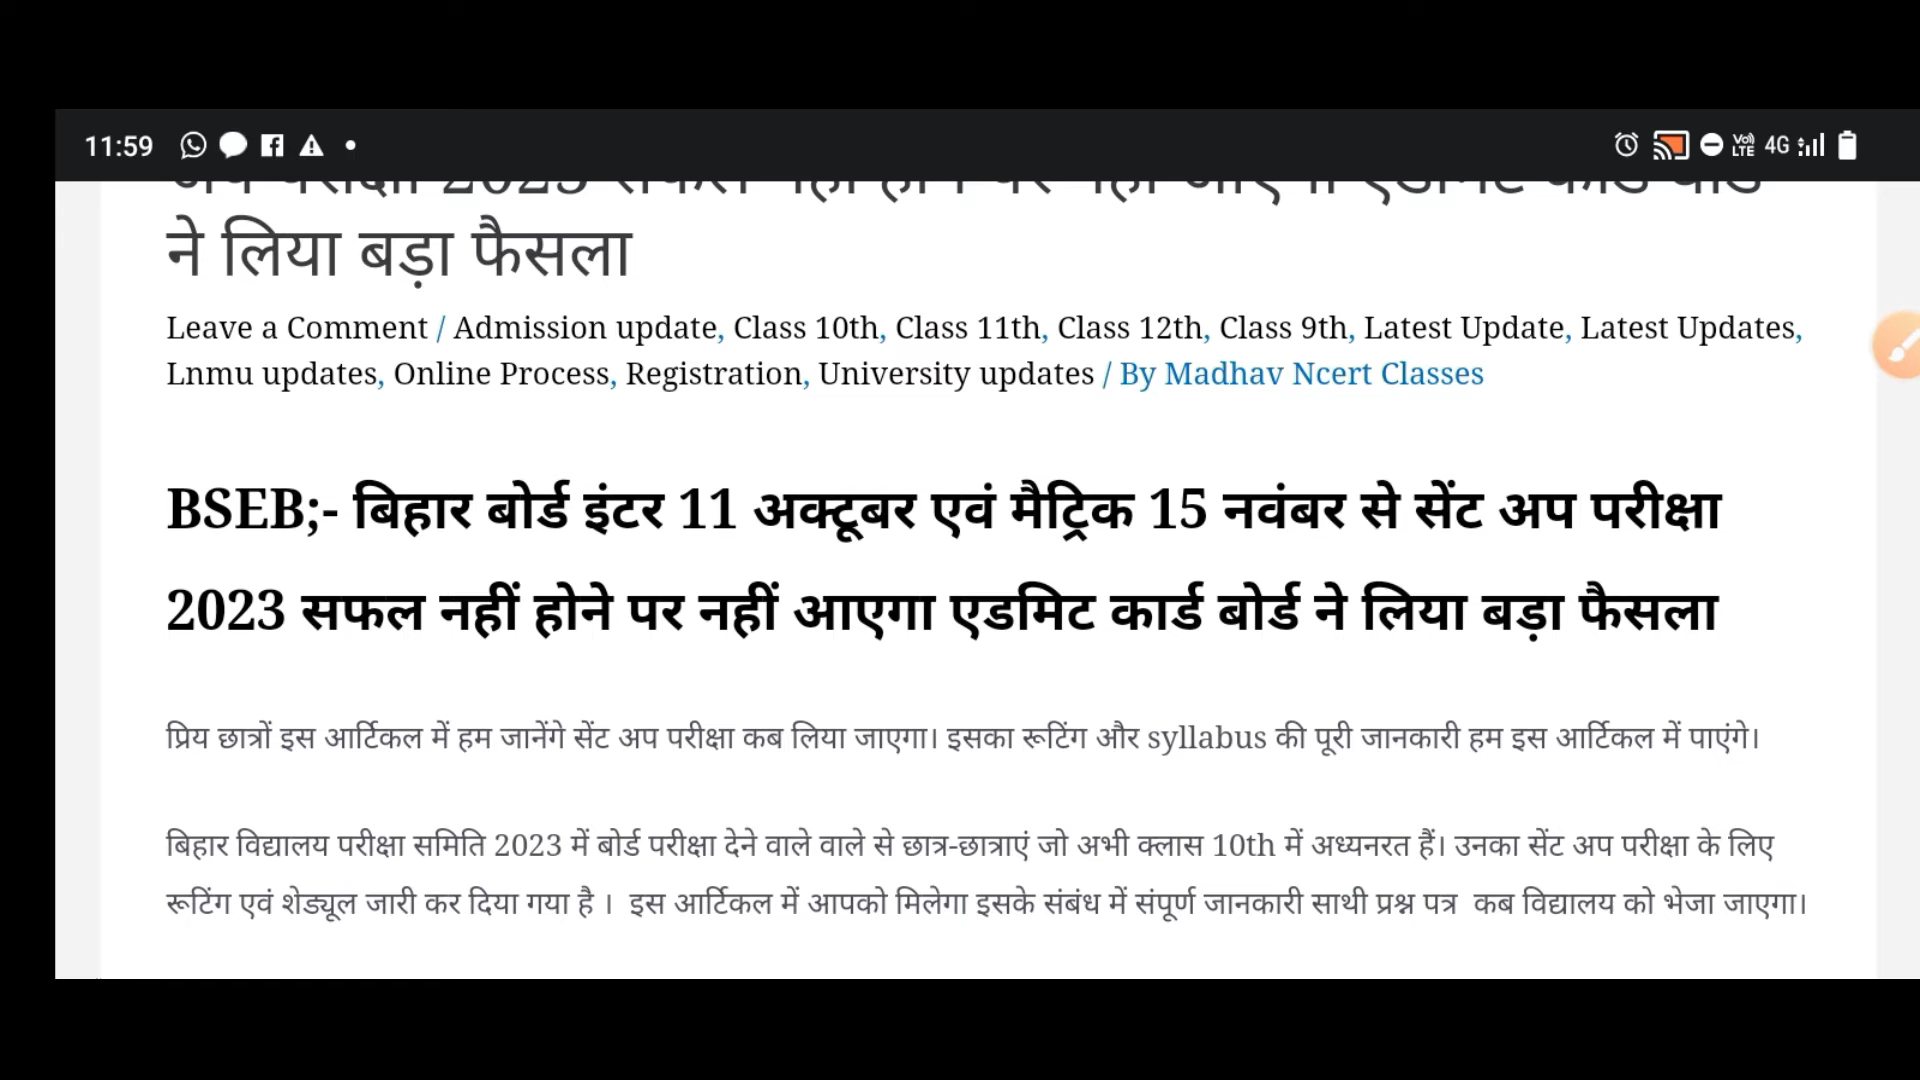 11:59
VoD LTE 4G
ने लिया बड़ा फैसला
Leave a Comment / Admission update, Class 10th, Class 11th, Class 12th, Class 9th, Latest Update, Latest Updates,
Lnmu updates, Online Process, Registration, University updates / By Madhav Ncert Classes
BSEB;- बिहार बोर्ड इंटर 11 अक्टूबर एवं मैट्रिक 15 नवंबर से सेंट अप परीक्षा
2023 सफल नहीं होने पर नहीं आएगा एडमिट कार्ड बोर्ड ने लिया बड़ा फैसला
प्रिय छात्रों इस आर्टिकल में हम जानेंगे सेंट अप परीक्षा कब लिया जाएगा। इसका रूटिंग और syllabus की पूरी जानकारी हम इस आर्टिकल में पाएंगे।
बिहार विद्यालय परीक्षा समिति 2023 में बोर्ड परीक्षा देने वाले वाले से छात्र-छात्राएं जो अभी क्लास 10th में अध्यनरत हैं। उनका सेंट अप परीक्षा के लिए
रूटिंग एवं शेड्यूल जारी कर दिया गया है । इस आर्टिकल में आपको मिलेगा इसके संबंध में संपूर्ण जानकारी साथी प्रश्न पत्र कब विद्यालय को भेजा जाएगा।